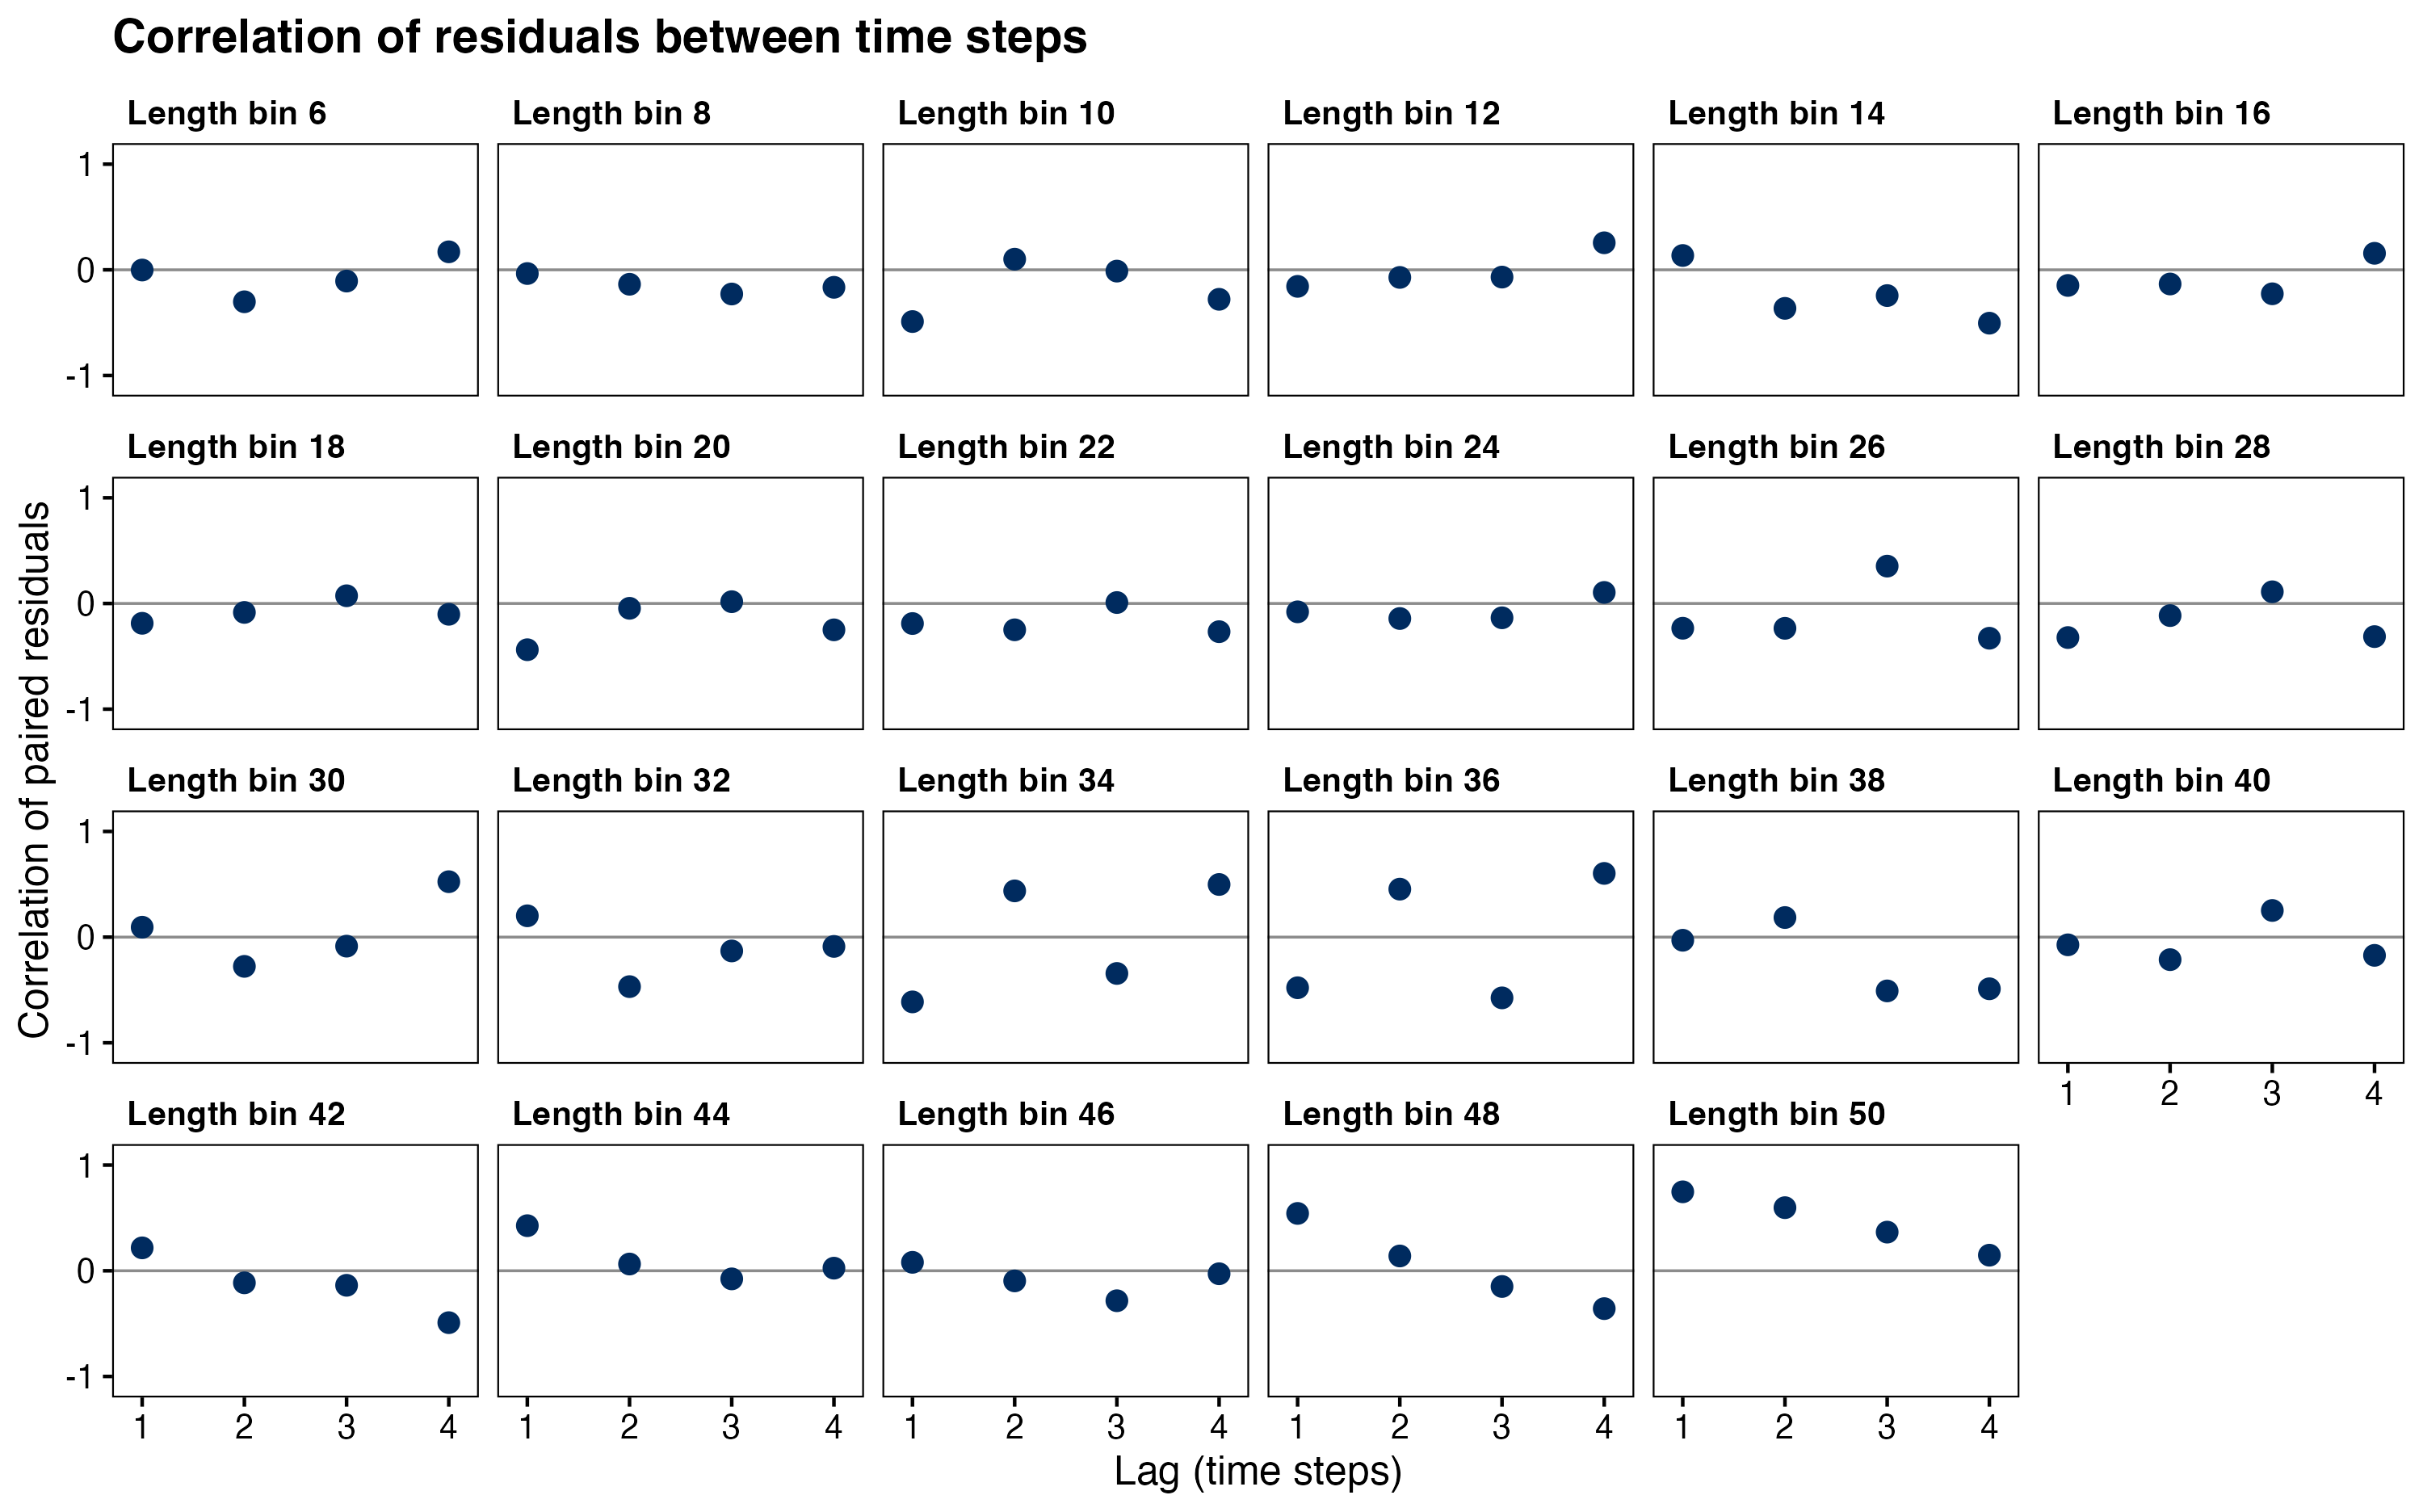 Correlation of residuals between time steps
Length bin 6 Length bin 8 Length bin 10 Length bin 12 Length bin 14 Length bin 16
1
0
-1
Length bin 18 Length bin 20 Length bin 22 Length bin 24 Length bin 26 Length bin 28
1
0
-1
Correlation of paired residuals
Length bin 30 Length bin 32 Length bin 34 Length bin 36 Length bin 38 Length bin 40
1
0
-1
1 2 3 4
Length bin 42 Length bin 44 Length bin 46 Length bin 48 Length bin 50
1
0
-1
1 2 3 4 1 2 3 4 1 2 3 4 1 2 3 4 1 2 3 4
Lag (time steps)